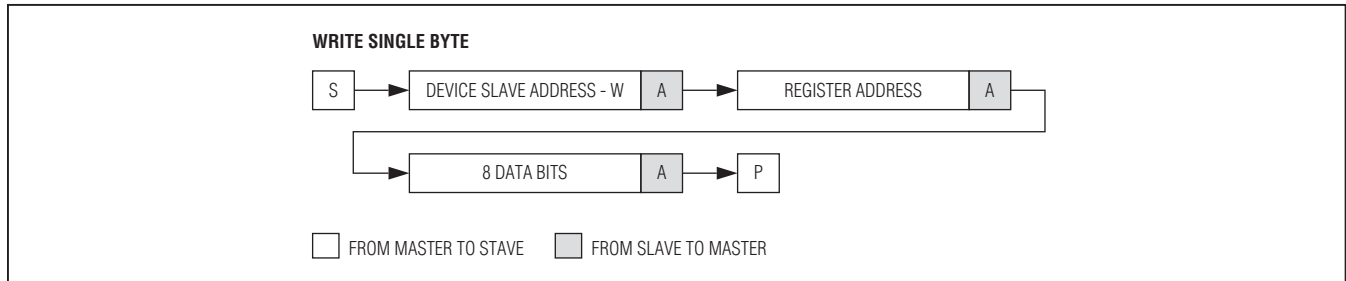 WRITE SINGLE BYTE
S DEVICE SLAVE ADDRESS - W A REGISTER ADDRESS A
8 DATA BITS A P
FROM MASTER TO STAVE FROM SLAVE TO MASTER